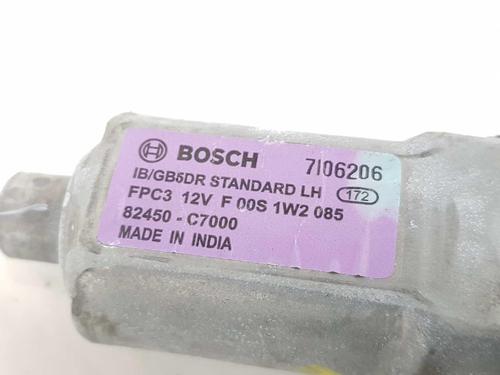 BOSCH 7I06206
IB/GB5DR STANDARD LH 172
FPC3 12V F 00S 1W2 085
82450 - C7000
MADE IN INDIA